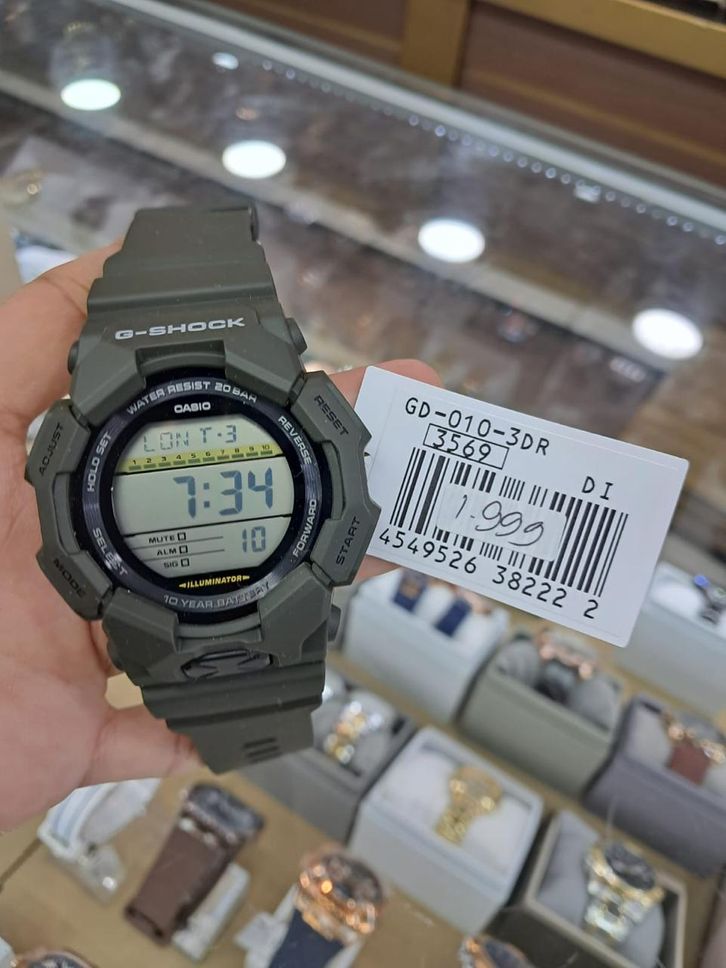 G-SHOCK
WATER RESIST 20BAR
CASIO
ADJUST
HOLD SET
RESET
REVERSE
LON T-3
1 2 3 4 5 6 7 8 9 10
7:34
MUTE
ALM
SIG
10
MODE
SELECT
FORWARD
START
ILLUMINATOR
10 YEAR BATTERY
GD-010-3DR
3569
DI
1.999
4549526 38222 2